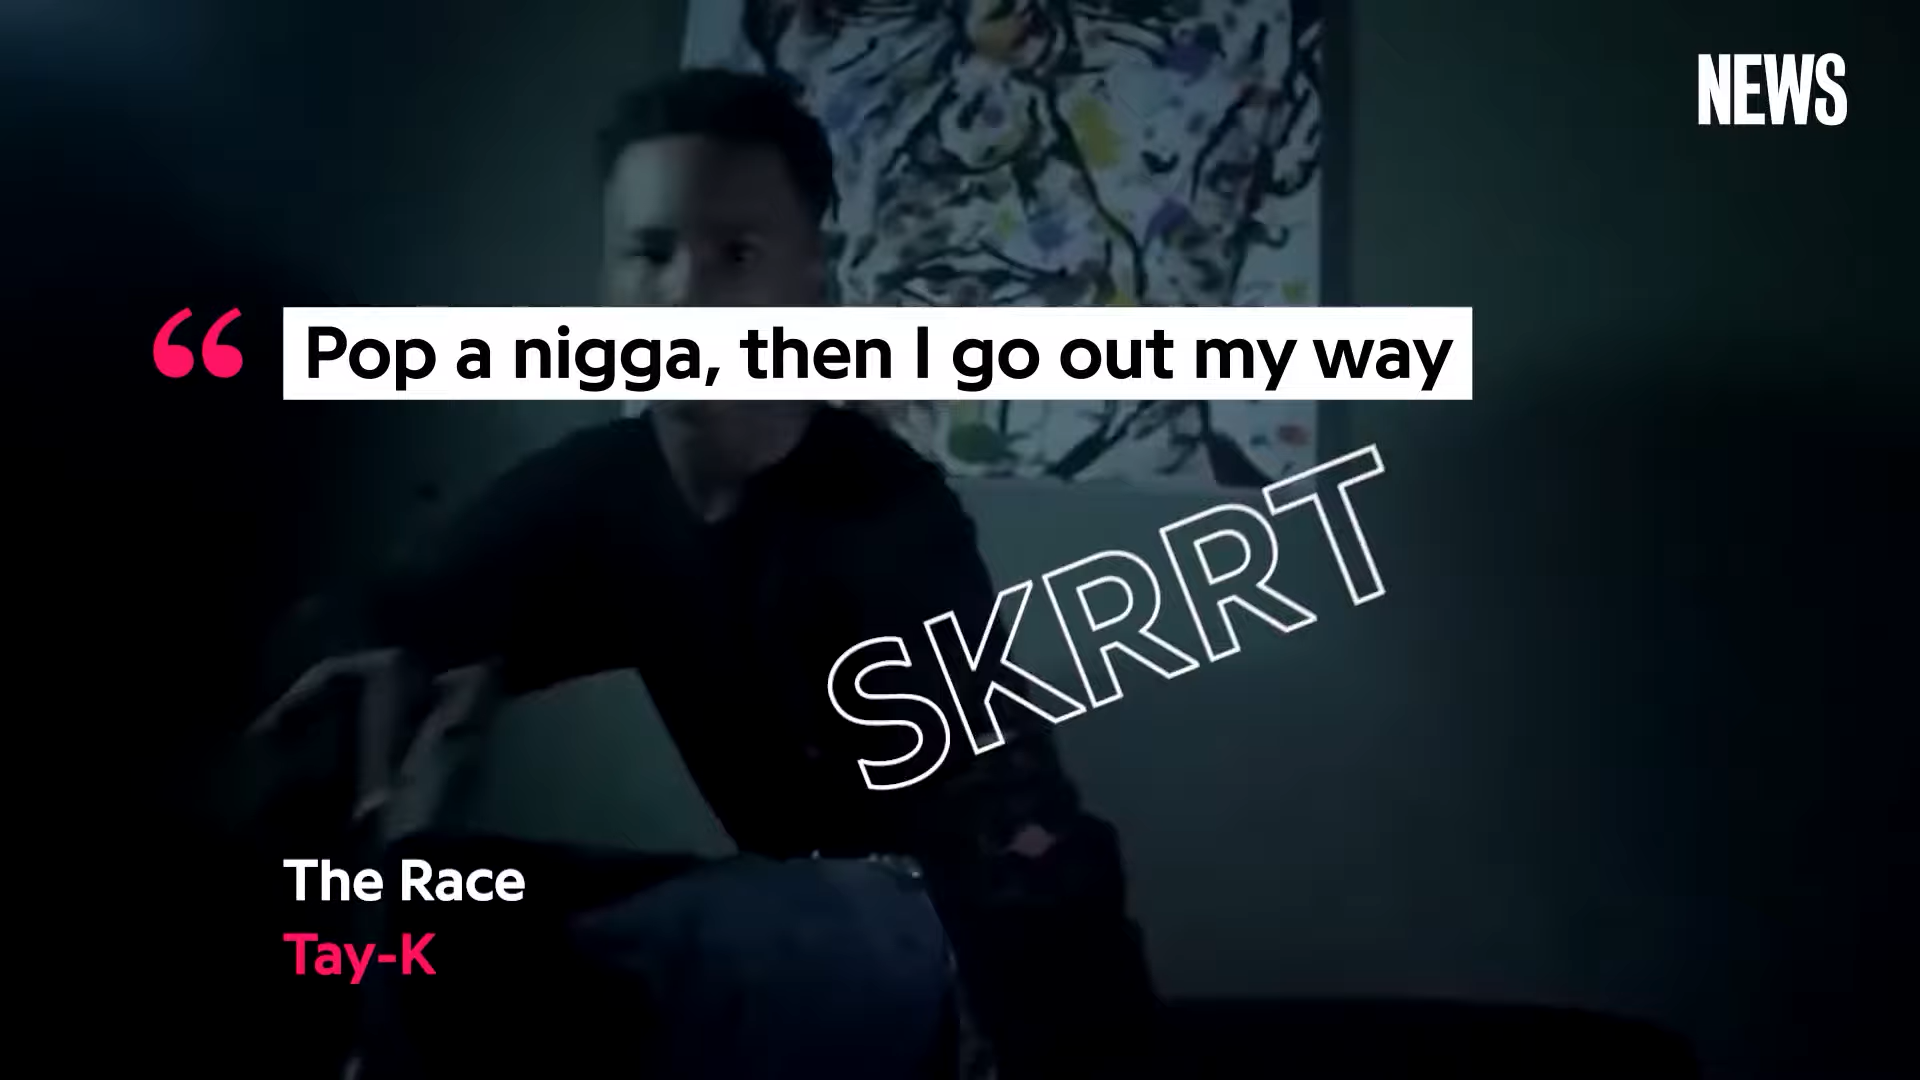 NEWS
“ Pop a nigga, then I go out my way
SKRRT
The Race
Tay-K